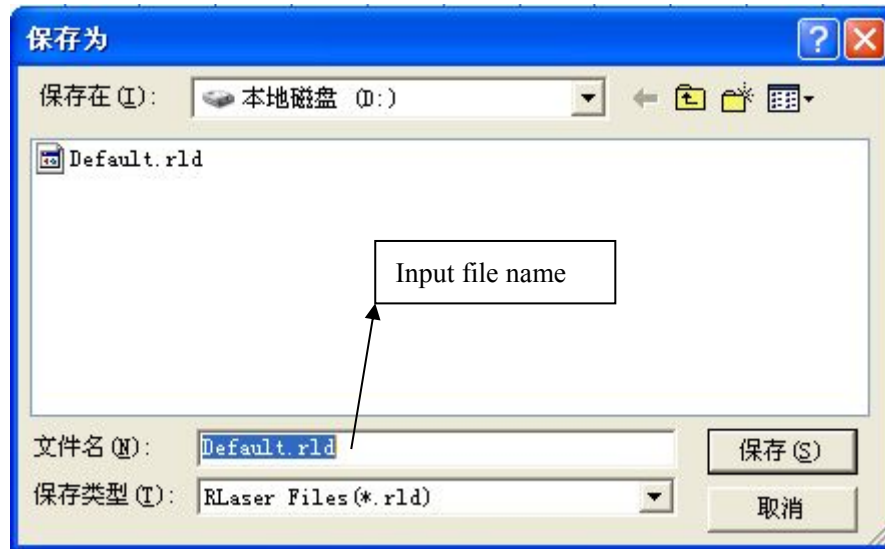 保存为
保存在(I): 本地磁盘 (D:)
Default.rld
Input file name
文件名(N): Default.rld 保存(S)
保存类型(T): RLaser Files(*.rld) 取消